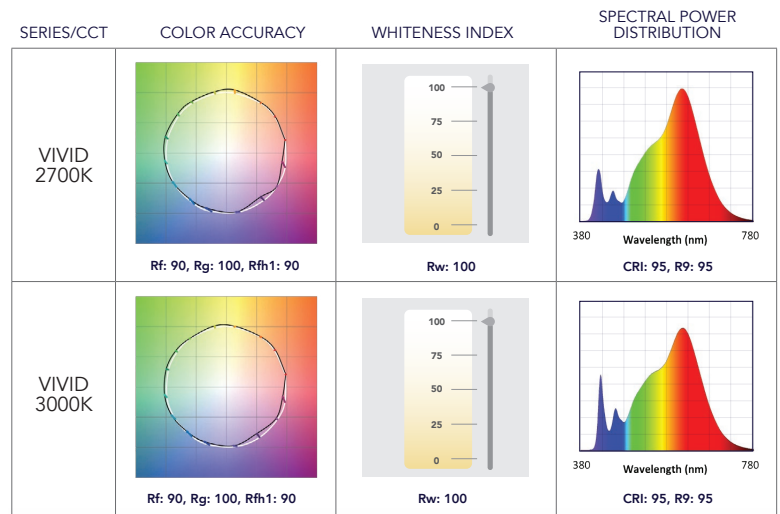 SERIES/CCT
COLOR ACCURACY
WHITENESS INDEX
SPECTRAL POWER
DISTRIBUTION
VIVID
2700K
Rf: 90, Rg: 100, Rfh1: 90
100
75
50
25
0
Rw: 100
380
780
Wavelength (nm)
CRI: 95, R9: 95
VIVID
3000K
Rf: 90, Rg: 100, Rfh1: 90
100
75
50
25
0
Rw: 100
380
780
Wavelength (nm)
CRI: 95, R9: 95